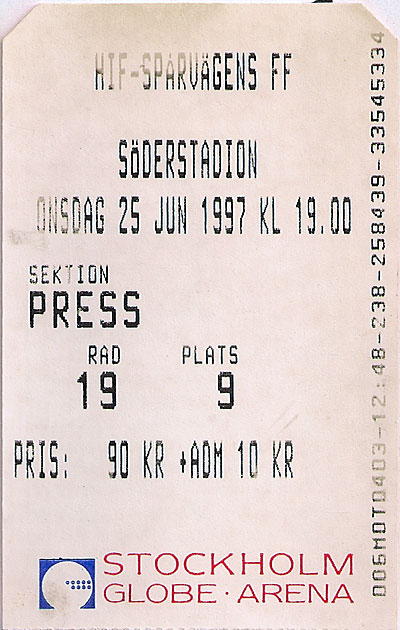 HIF-SPÅRVÄGENS FF
SÖDERSTADION
ONSDAG 25 JUN 1997 KL 19.00
SEKTION
PRESS
RAD PLATS
19 9
PRIS: 90 KR +ADM 10 KR
STOCKHOLM
GLOBE·ARENA
006MOT0403-12:48-238-258439-33545334